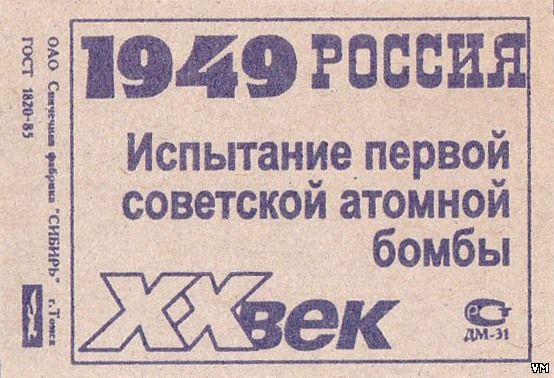 1949 РОССИЯ
Испытание первой
советской атомной
бомбы
XX ВЕК
ДМ-31
ОАО Спичечная фабрика "СИБИРЬ" г. Томск
ГОСТ 1820-85
VM